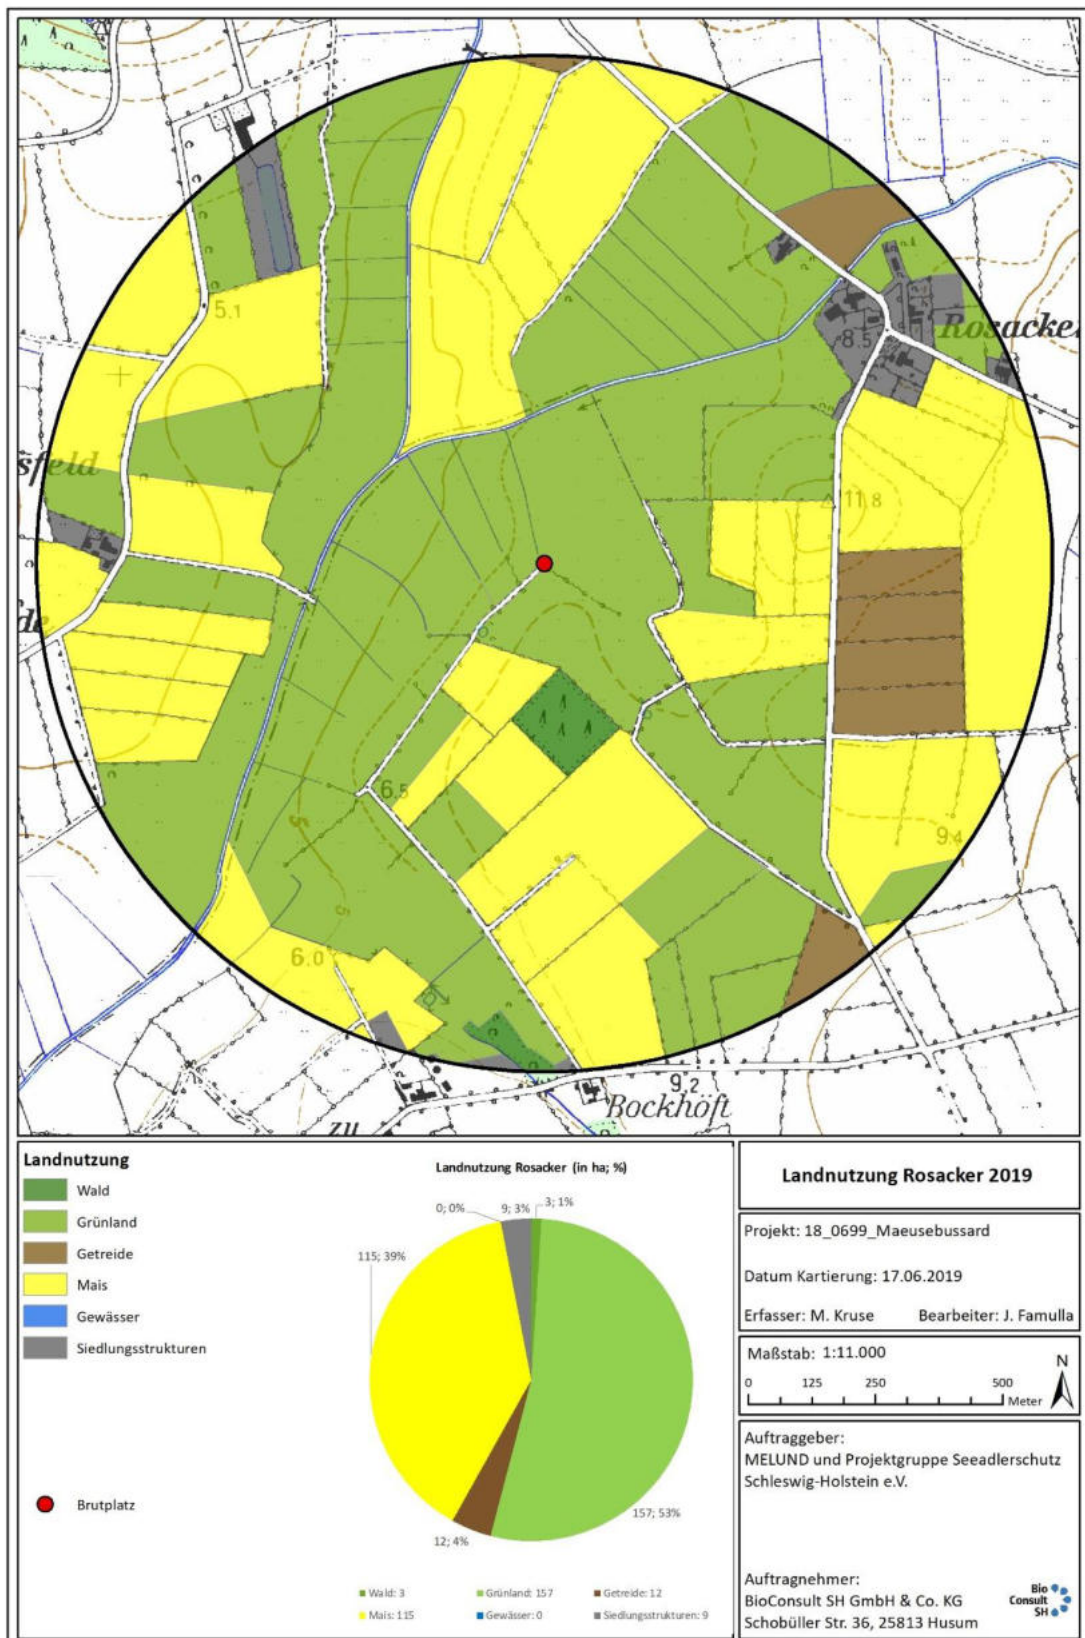 5.1
Rosacker
8.5
sfeld
11.8
de
6.5
9.4
5
5
6.0
9.2
Bockhöft
zu
Landnutzung
Wald
Grünland
Getreide
Mais
Gewässer
Siedlungsstrukturen
Brutplatz
Landnutzung Rosacker (in ha; %)
0; 0%
9; 3%
3; 1%
115; 39%
157; 53%
12; 4%
Wald: 3
Grünland: 157
Getreide: 12
Mais: 115
Gewässer: 0
Siedlungsstrukturen: 9
Landnutzung Rosacker 2019
Projekt: 18_0699_Maeusebussard
Datum Kartierung: 17.06.2019
Erfasser: M. Kruse Bearbeiter: J. Famulla
Maßstab: 1:11.000
N
0 125 250 500
Meter
Auftraggeber:
MELUND und Projektgruppe Seeadlerschutz
Schleswig-Holstein e.V.
Auftragnehmer:
BioConsult SH GmbH & Co. KG
Schobüller Str. 36, 25813 Husum
Bio
Consult
SH